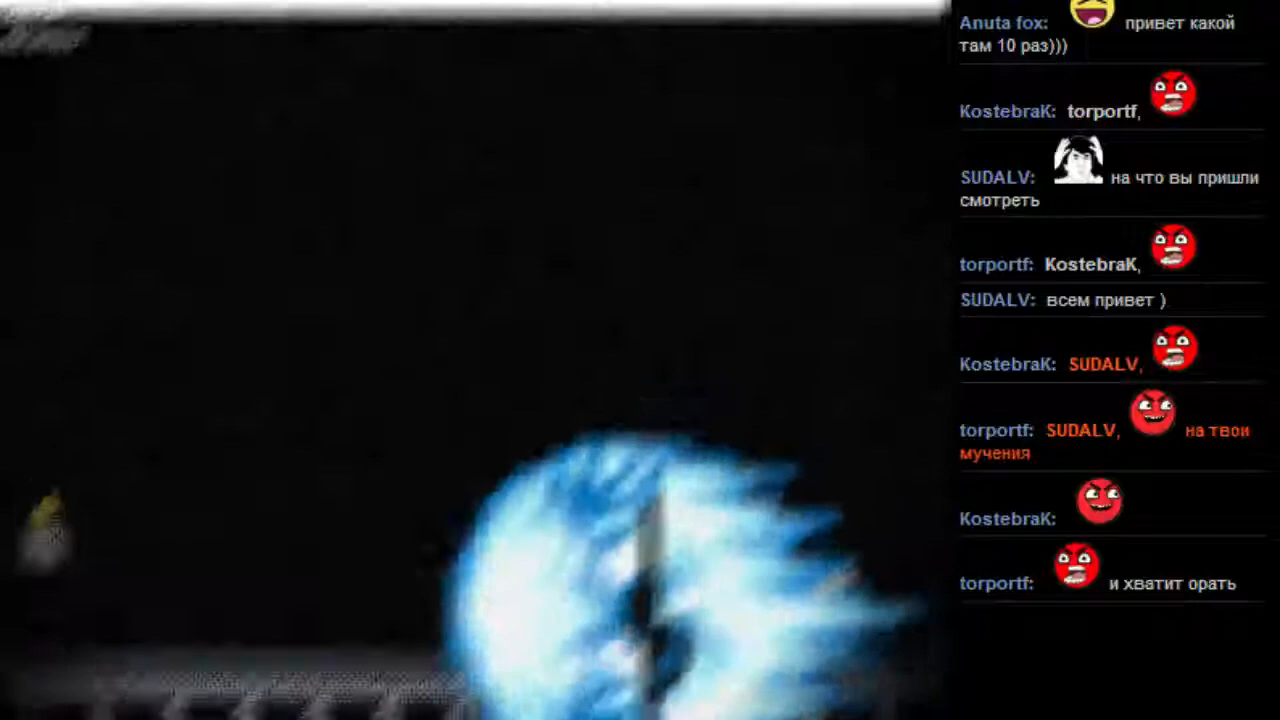 Anuta fox: привет какой
там 10 раз)))
KostebraK: torportf,
SUDALV: на что вы пришли
смотреть
torportf: KostebraK,
SUDALV: всем привет )
KostebraK: SUDALV,
torportf: SUDALV, на твои
мучения
KostebraK:
torportf: и хватит орать